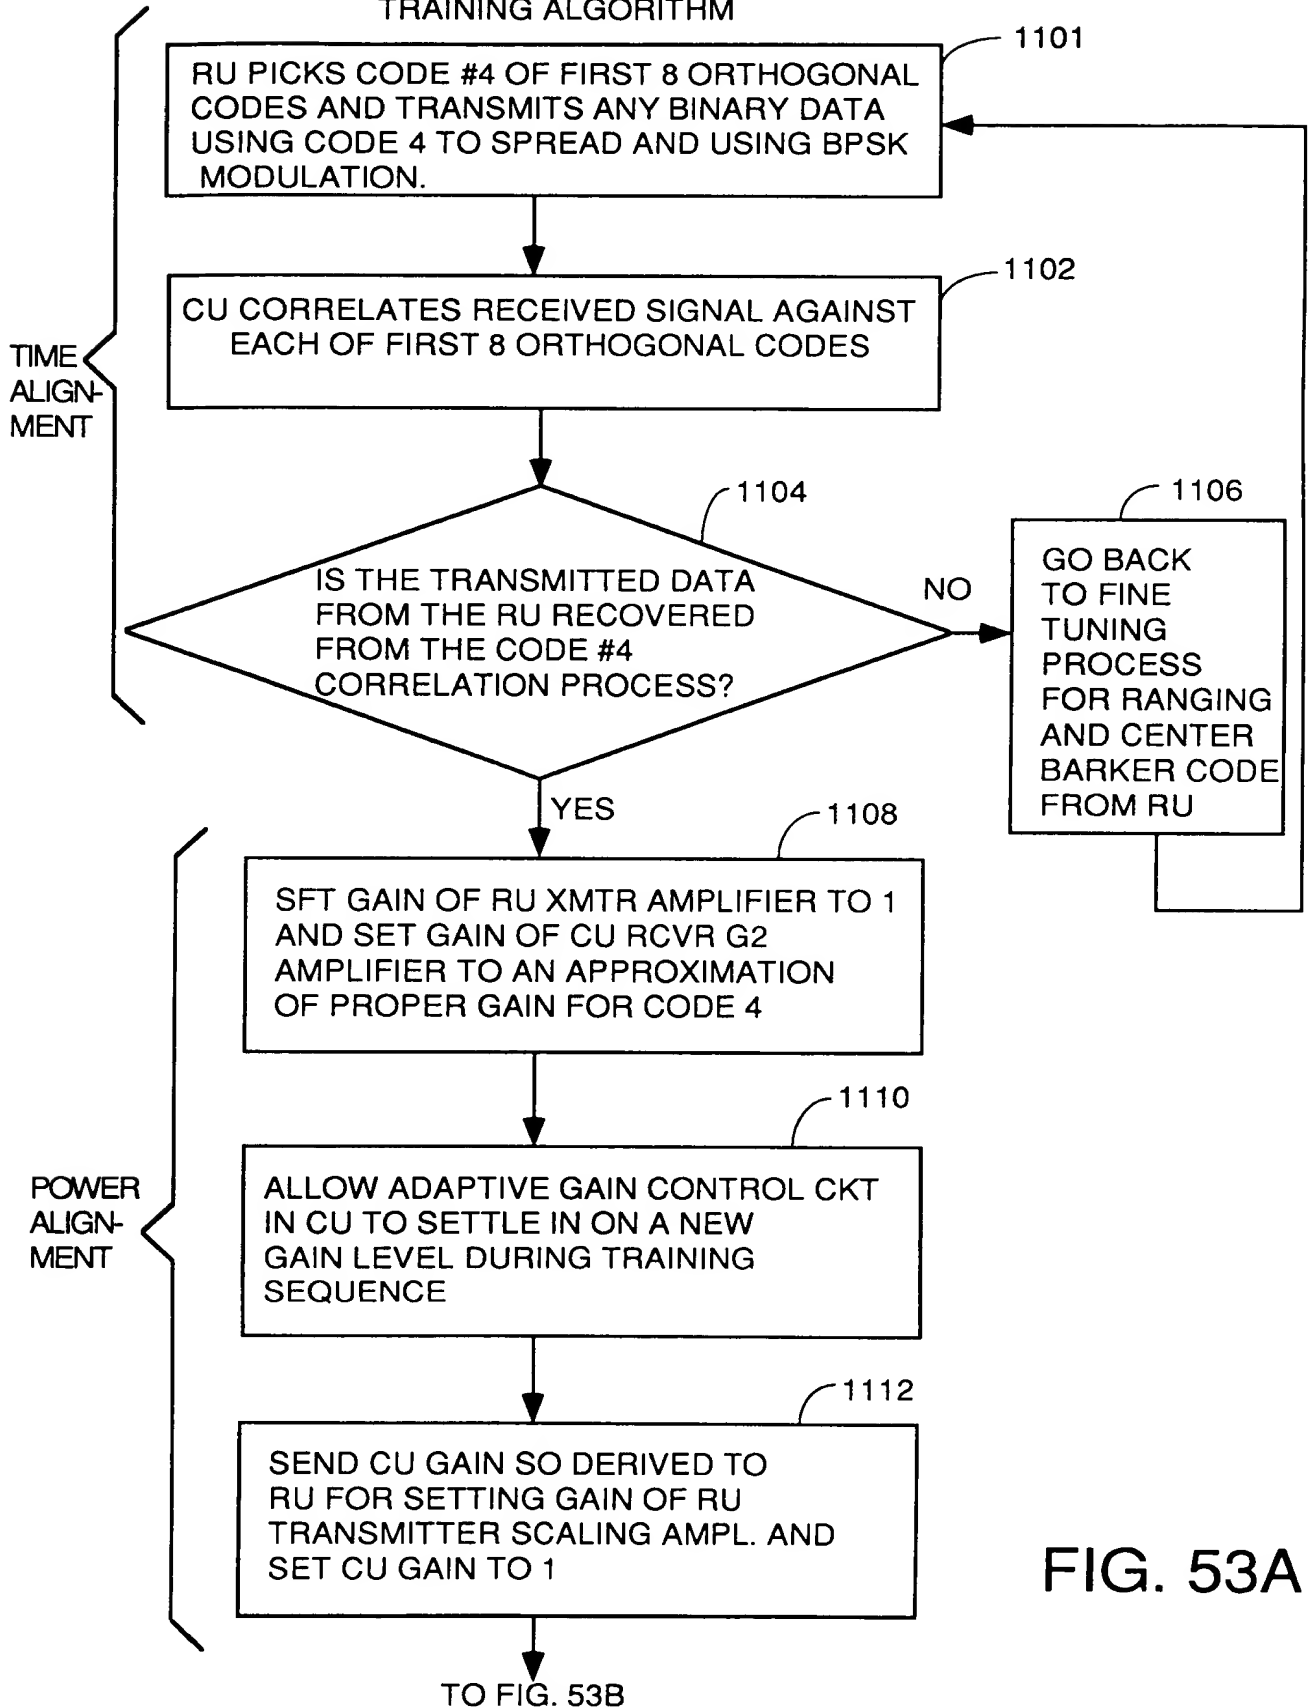 TRAINING ALGORITHM
1101
RU PICKS CODE #4 OF FIRST 8 ORTHOGONAL
CODES AND TRANSMITS ANY BINARY DATA
USING CODE 4 TO SPREAD AND USING BPSK
MODULATION.
1102
CU CORRELATES RECEIVED SIGNAL AGAINST
EACH OF FIRST 8 ORTHOGONAL CODES
TIME
ALIGN-
MENT
1104
IS THE TRANSMITTED DATA
FROM THE RU RECOVERED
FROM THE CODE #4
CORRELATION PROCESS?
NO
1106
GO BACK
TO FINE
TUNING
PROCESS
FOR RANGING
AND CENTER
BARKER CODE
FROM RU
YES
1108
SFT GAIN OF RU XMTR AMPLIFIER TO 1
AND SET GAIN OF CU RCVR G2
AMPLIFIER TO AN APPROXIMATION
OF PROPER GAIN FOR CODE 4
1110
ALLOW ADAPTIVE GAIN CONTROL CKT
IN CU TO SETTLE IN ON A NEW
GAIN LEVEL DURING TRAINING
SEQUENCE
POWER
ALIGN-
MENT
1112
SEND CU GAIN SO DERIVED TO
RU FOR SETTING GAIN OF RU
TRANSMITTER SCALING AMPL. AND
SET CU GAIN TO 1
FIG. 53A
TO FIG. 53B